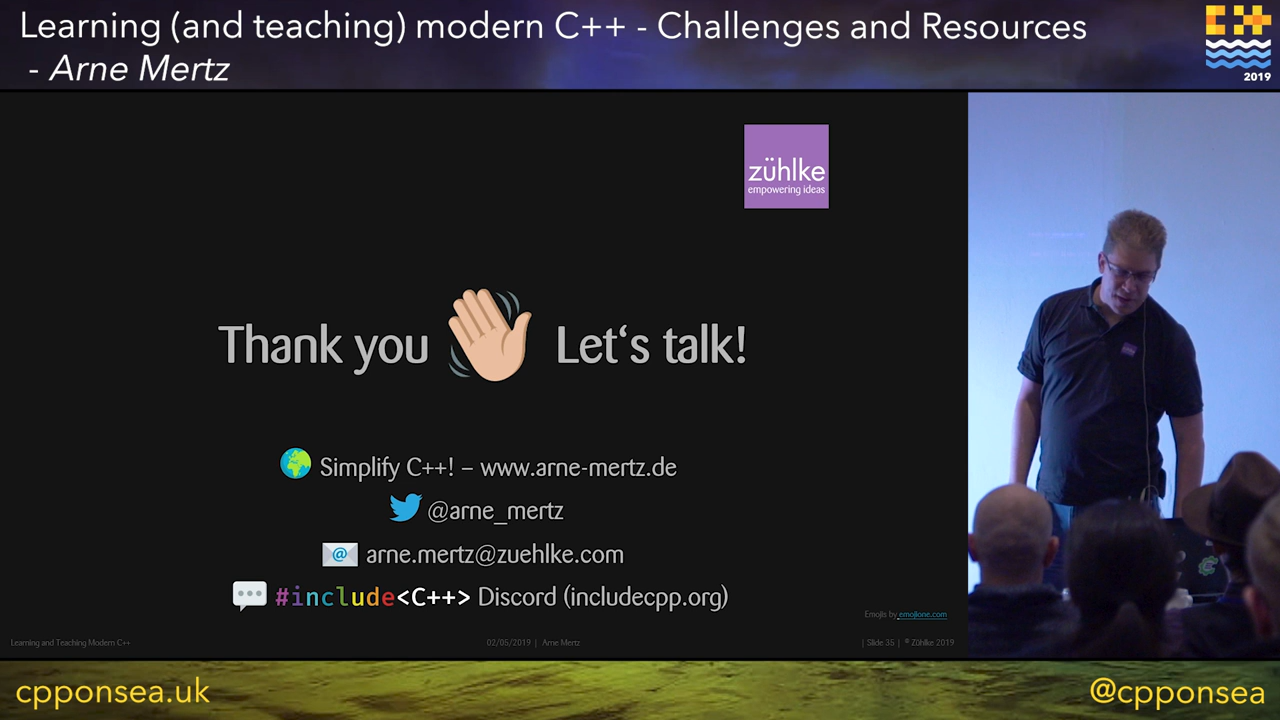 Learning (and teaching) modern C++ - Challenges and Resources
- Arne Mertz
2019
zühlke
empowering ideas
Thank you Let‘s talk!
Simplify C++! – www.arne-mertz.de
@arne_mertz
arne.mertz@zuehlke.com
#include<C++> Discord (includecpp.org)
Emojis by emojione.com
Learning and Teaching Modern C++
02/05/2019 | Arne Mertz
| Slide 35 | © Zühlke 2019
cpponsea.uk
@cpponsea